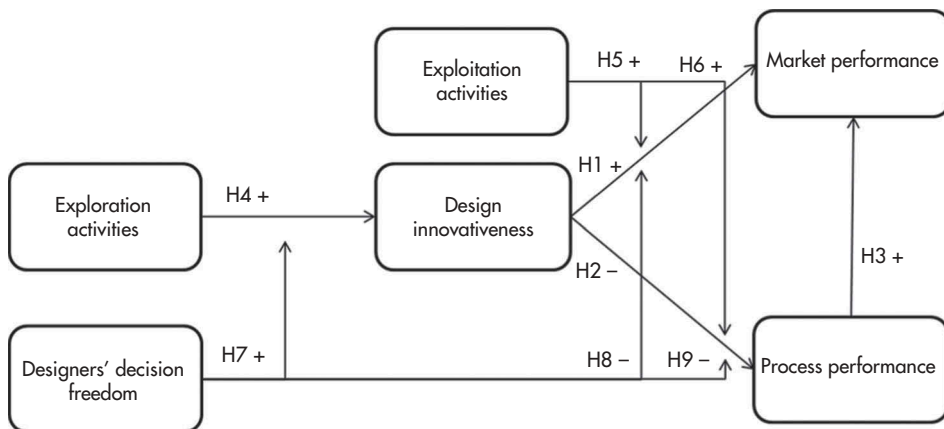 Exploitation
activities
H5 +
H6 +
Market performance
H1 +
Exploration
activities
H4 +
Design
innovativeness
H2 –
H3 +
Designers’ decision
freedom
H7 +
H8 –
H9 –
Process performance